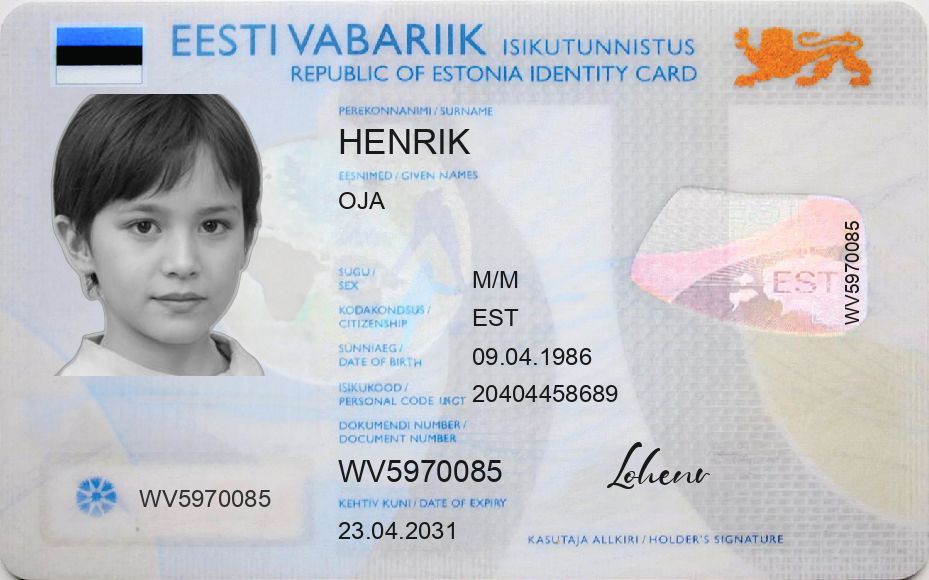 EESTI VABARIIK ISIKUTUNNISTUS
REPUBLIC OF ESTONIA IDENTITY CARD
PEREKONNANIMI / SURNAME
HENRIK
EESNIMED / GIVEN NAMES
OJA
SUGU / SEX
M/M
KODAKONDSUS / CITIZENSHIP
EST
SÜNNIAEG / DATE OF BIRTH
09.04.1986
ISIKUKOOD / PERSONAL CODE
20404458689
DOKUMENDI NUMBER / DOCUMENT NUMBER
WV5970085
KEHTIV KUNI / DATE OF EXPIRY
23.04.2031
WV5970085
EST
WV5970085
KASUTAJA ALLKIRI / HOLDER'S SIGNATURE